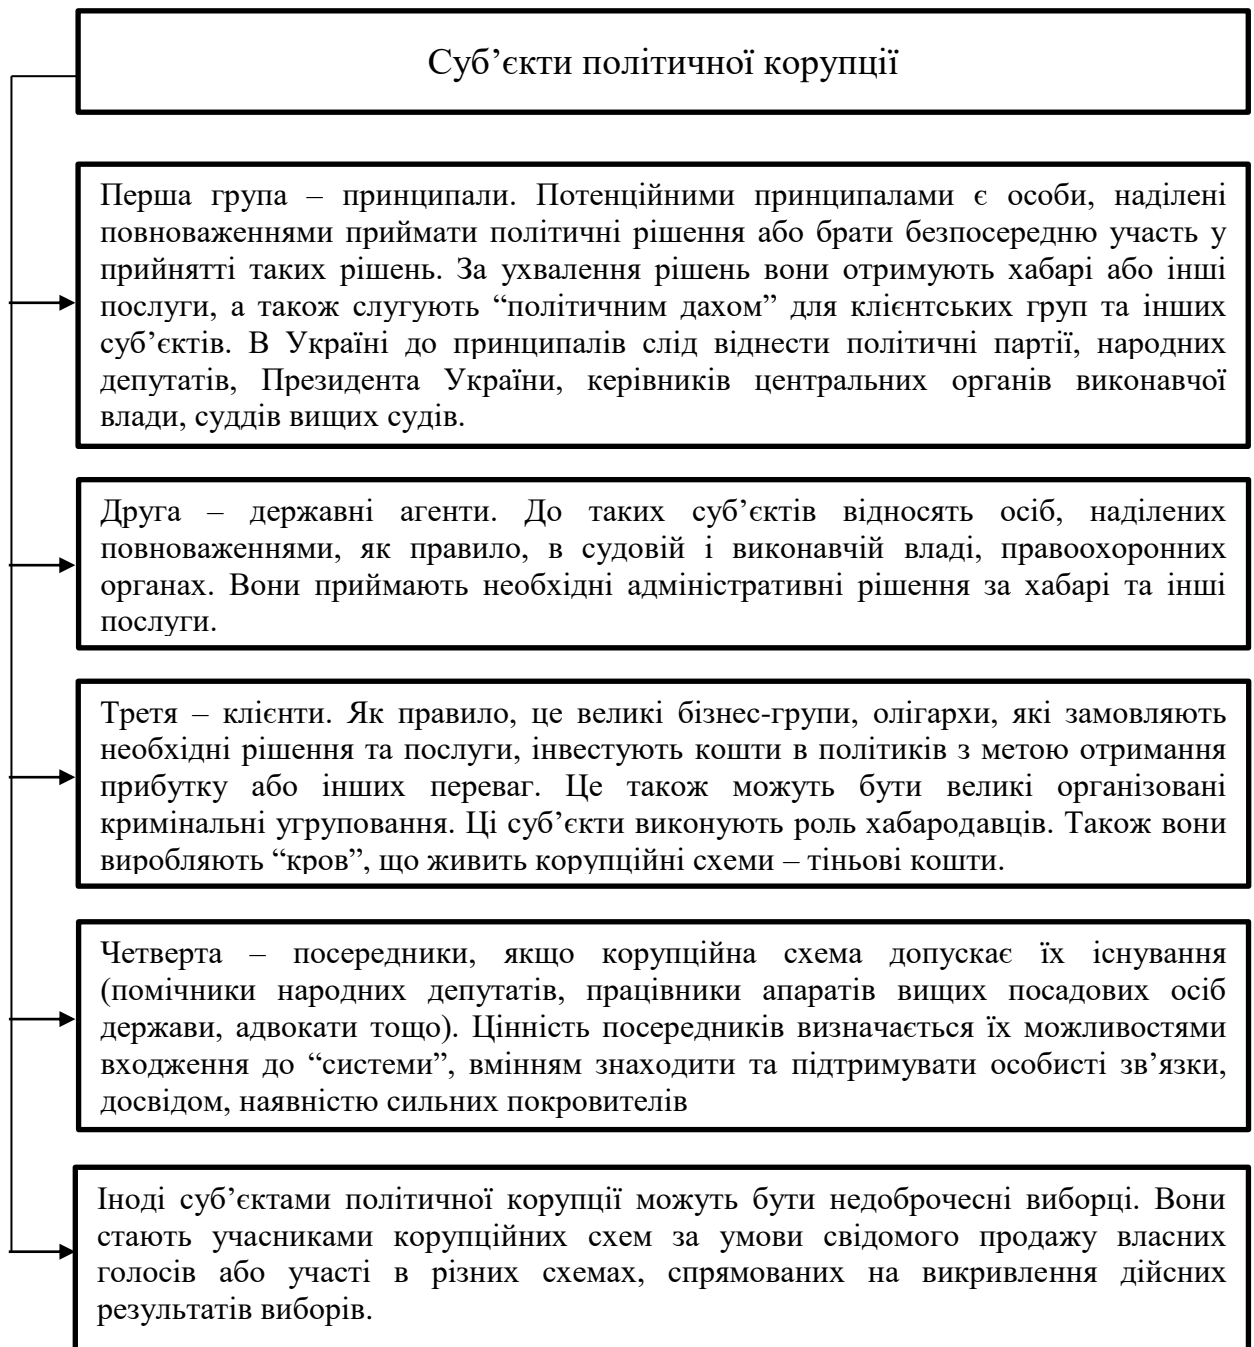 Суб’єкти політичної корупції
Перша група – принципали. Потенційними принципалами є особи, наділені
повноваженнями приймати політичні рішення або брати безпосередню участь у
прийнятті таких рішень. За ухвалення рішень вони отримують хабарі або інші
послуги, а також слугують “політичним дахом” для клієнтських груп та інших
суб’єктів. В Україні до принципалів слід віднести політичні партії, народних
депутатів, Президента України, керівників центральних органів виконавчої
влади, суддів вищих судів.
Друга – державні агенти. До таких суб’єктів відносять осіб, наділених
повноваженнями, як правило, в судовій і виконавчій владі, правоохоронних
органах. Вони приймають необхідні адміністративні рішення за хабарі та інші
послуги.
Третя – клієнти. Як правило, це великі бізнес-групи, олігархи, які замовляють
необхідні рішення та послуги, інвестують кошти в політиків з метою отримання
прибутку або інших переваг. Це також можуть бути великі організовані
кримінальні угруповання. Ці суб’єкти виконують роль хабародавців. Також вони
виробляють “кров”, що живить корупційні схеми – тіньові кошти.
Четверта – посередники, якщо корупційна схема допускає їх існування
(помічники народних депутатів, працівники апаратів вищих посадових осіб
держави, адвокати тощо). Цінність посередників визначається їх можливостями
входження до “системи”, вмінням знаходити та підтримувати особисті зв’язки,
досвідом, наявністю сильних покровителів
Іноді суб’єктами політичної корупції можуть бути недоброчесні виборці. Вони
стають учасниками корупційних схем за умови свідомого продажу власних
голосів або участі в різних схемах, спрямованих на викривлення дійсних
результатів виборів.